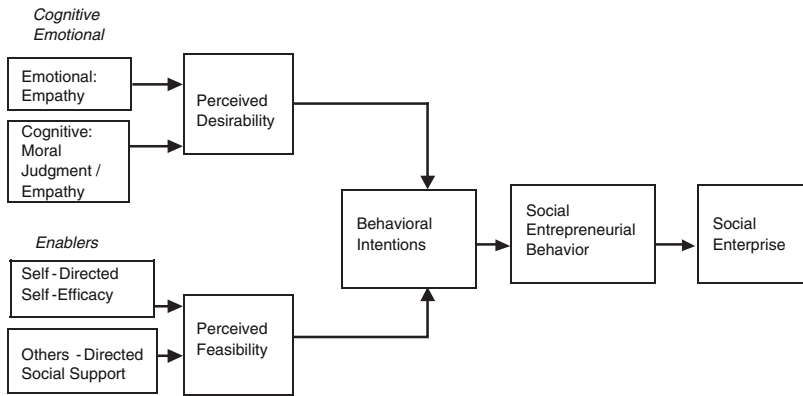 Cognitive
Emotional
Emotional:
Empathy
Cognitive:
Moral
Judgment /
Empathy
Perceived
Desirability
Enablers
Self-Directed
Self-Efficacy
Others - Directed
Social Support
Perceived
Feasibility
Behavioral
Intentions
Social
Entrepreneurial
Behavior
Social
Enterprise